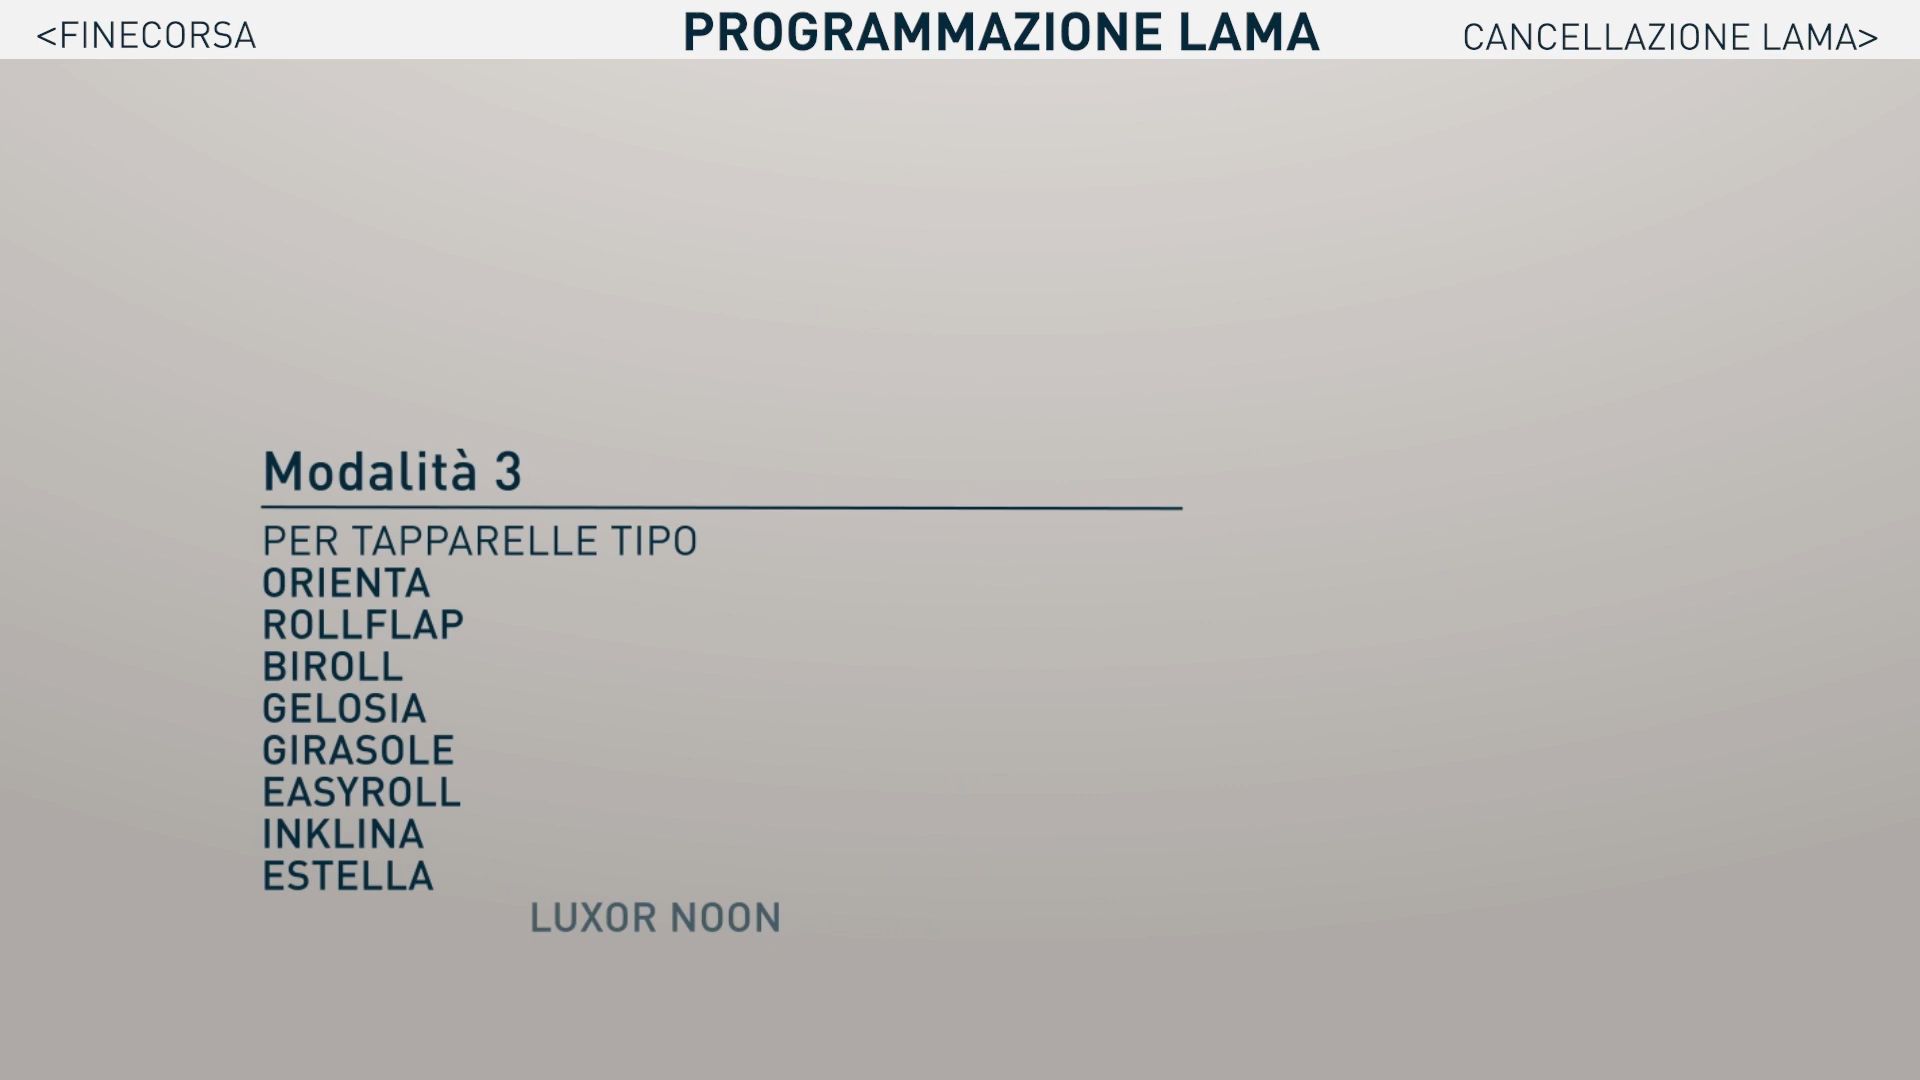 <FINECORSA
PROGRAMMAZIONE LAMA
CANCELLAZIONE LAMA>
Modalità 3
PER TAPPARELLE TIPO
ORIENTA
ROLLFLAP
BIROLL
GELOSIA
GIRASOLE
EASYROLL
INKLINA
ESTELLA
LUXOR NOON